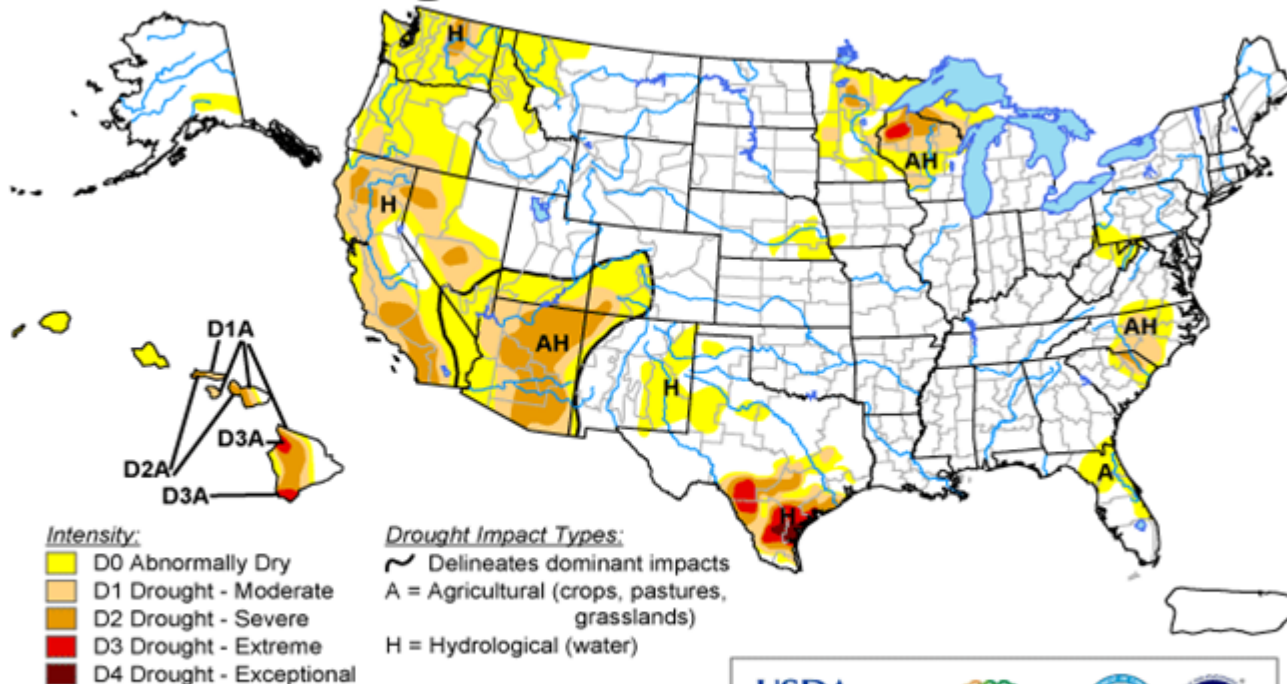 H
H
AH
H
AH
H
AH
A
H
D1A
D3A
D2A
D3A
Intensity:
D0 Abnormally Dry
D1 Drought - Moderate
D2 Drought - Severe
D3 Drought - Extreme
D4 Drought - Exceptional
Drought Impact Types:
Delineates dominant impacts
A = Agricultural (crops, pastures,
grasslands)
H = Hydrological (water)
USDA